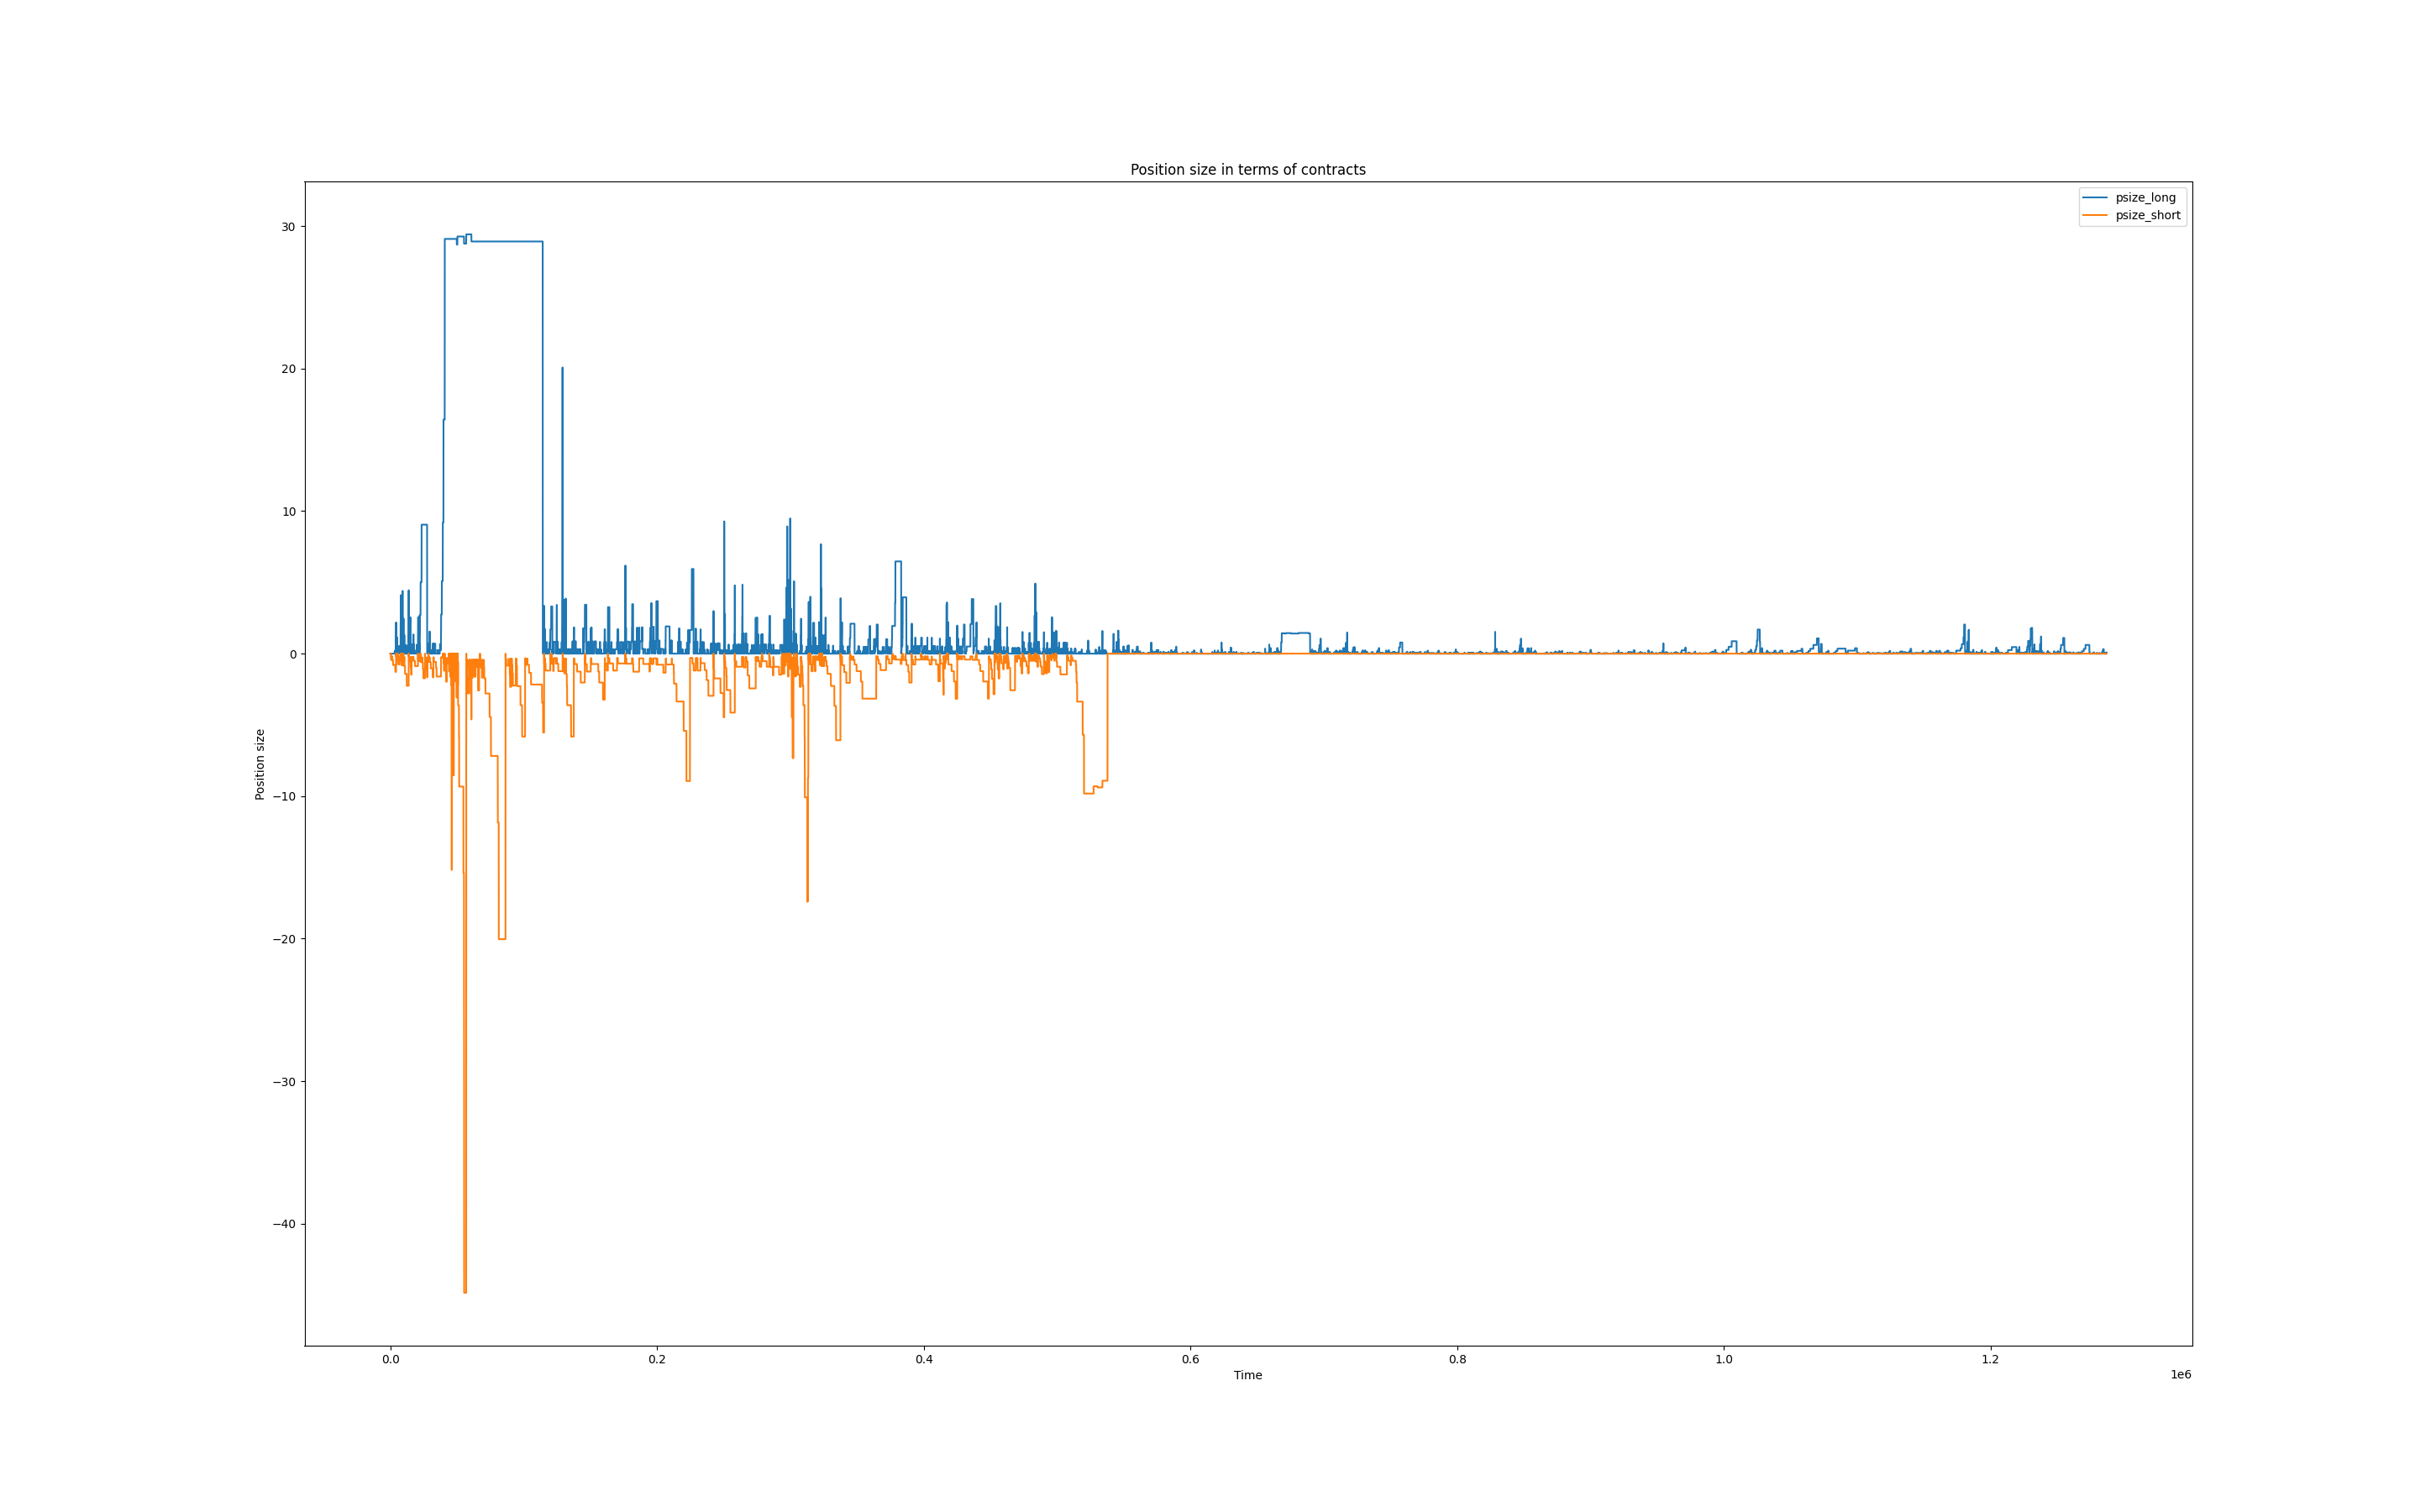 Position size in terms of contracts
psize_long
psize_short
30
20
10
0
−10
−20
−30
−40
Position size
0.0 0.2 0.4 0.6 0.8 1.0 1.2
Time
1e6